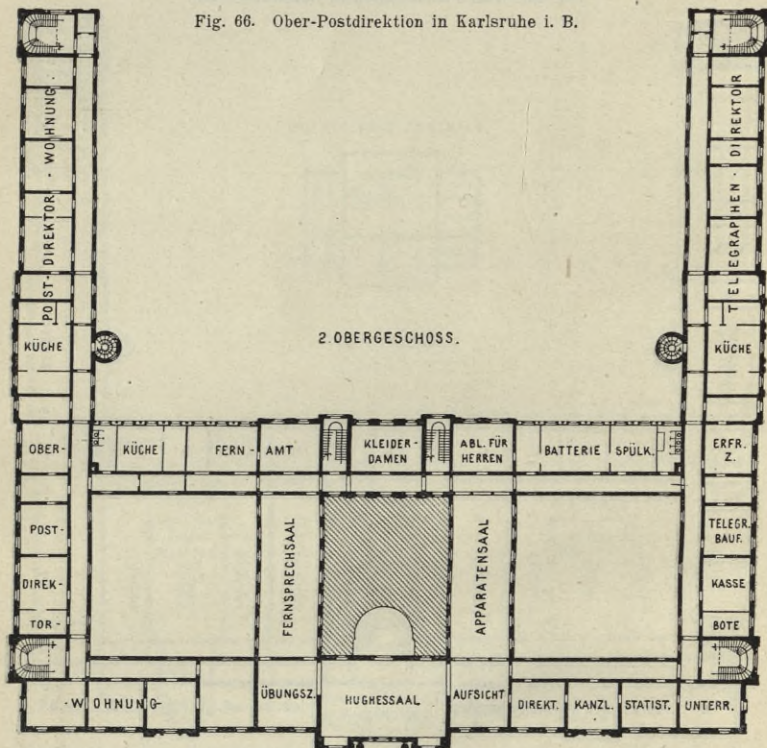 Fig. 66. Ober-Postdirektion in Karlsruhe i. B.
POST-DIREKTOR - WOHNUNG -
TELEGRAPHEN - DIREKTOR
2. OBERGESCHOSS.
KÜCHE
KÜCHE
OBER-
KÜCHE
FERN - AMT
KLEIDER-
DAMEN
ABL. FÜR
HERREN
BATTERIE
SPÜLK.
ERFR.
Z.
POST-
FERNSPRECHSAAL
APPARATENSAAL
TELEGR.
BAUF.
DIREK-
KASSE
TOR-
BOTE
-WOHNUNG-
ÜBUNGSZ.
HUGHESSAAL
AUFSICHT
DIREKT.
KANZL.
STATIST.
UNTERR.